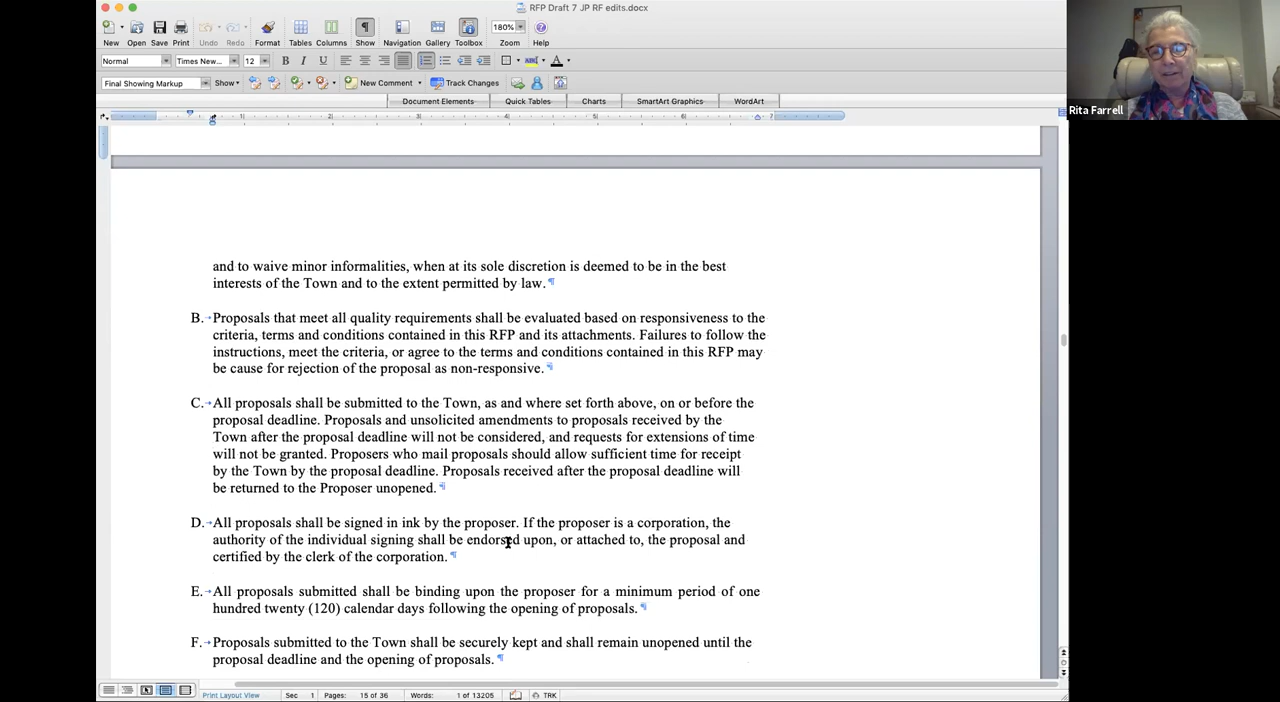 RFP Draft 7 JP RF edits.docx
180%
New Open Save Print Undo Redo Format Tables Columns Show Navigation Gallery Toolbox Zoom Help
Normal Times New... 12 B I U A
Final Showing Markup Show New Comment Track Changes
Document Elements Quick Tables Charts SmartArt Graphics WordArt
1 2 3 4 5 6 7
Rita Farrell
and to waive minor informalities, when at its sole discretion is deemed to be in the best
interests of the Town and to the extent permitted by law. ¶
B. Proposals that meet all quality requirements shall be evaluated based on responsiveness to the
criteria, terms and conditions contained in this RFP and its attachments. Failures to follow the
instructions, meet the criteria, or agree to the terms and conditions contained in this RFP may
be cause for rejection of the proposal as non-responsive. ¶
C. All proposals shall be submitted to the Town, as and where set forth above, on or before the
proposal deadline. Proposals and unsolicited amendments to proposals received by the
Town after the proposal deadline will not be considered, and requests for extensions of time
will not be granted. Proposers who mail proposals should allow sufficient time for receipt
by the Town by the proposal deadline. Proposals received after the proposal deadline will
be returned to the Proposer unopened. ¶
D. All proposals shall be signed in ink by the proposer. If the proposer is a corporation, the
authority of the individual signing shall be endorsed upon, or attached to, the proposal and
certified by the clerk of the corporation. ¶
E. All proposals submitted shall be binding upon the proposer for a minimum period of one
hundred twenty (120) calendar days following the opening of proposals. ¶
F. Proposals submitted to the Town shall be securely kept and shall remain unopened until the
proposal deadline and the opening of proposals. ¶
Print Layout View Sec 1 Pages: 15 of 36 Words: 1 of 13205 TRK